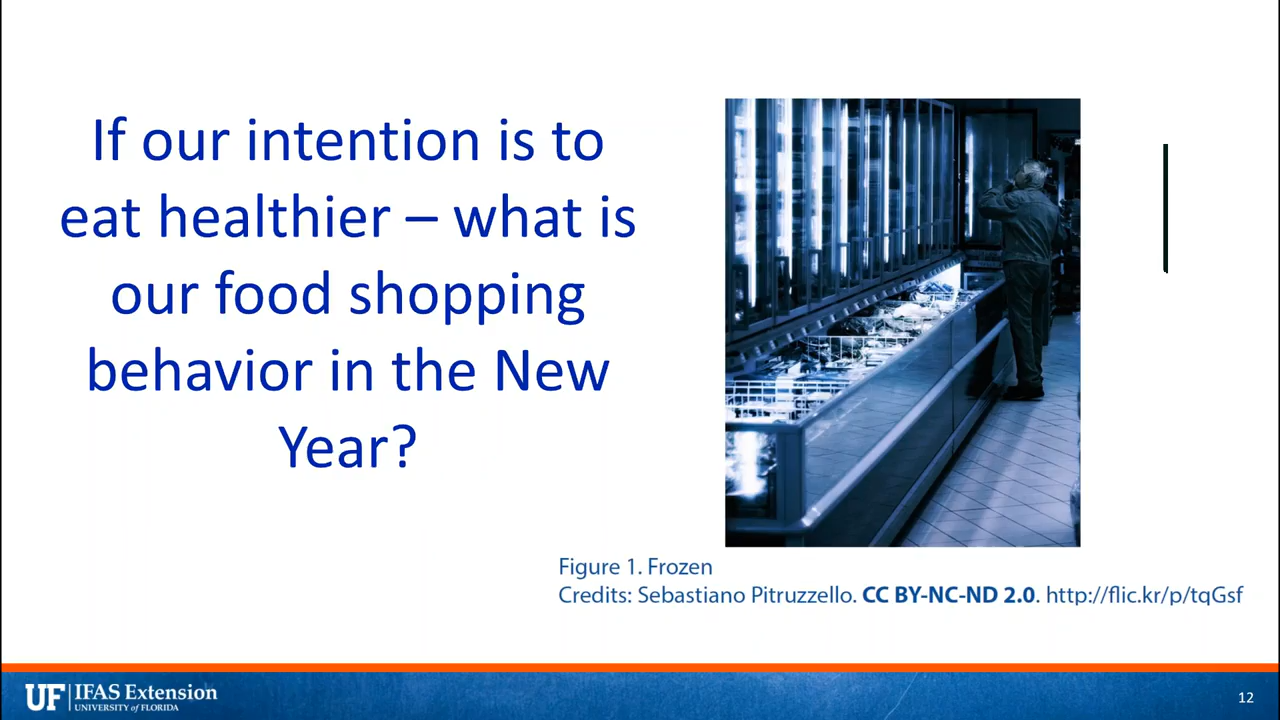 If our intention is to
eat healthier – what is
our food shopping
behavior in the New
Year?
Figure 1. Frozen
Credits: Sebastiano Pitruzzello. CC BY-NC-ND 2.0. http://flic.kr/p/tqGsf
UF IFAS Extension
UNIVERSITY of FLORIDA
12